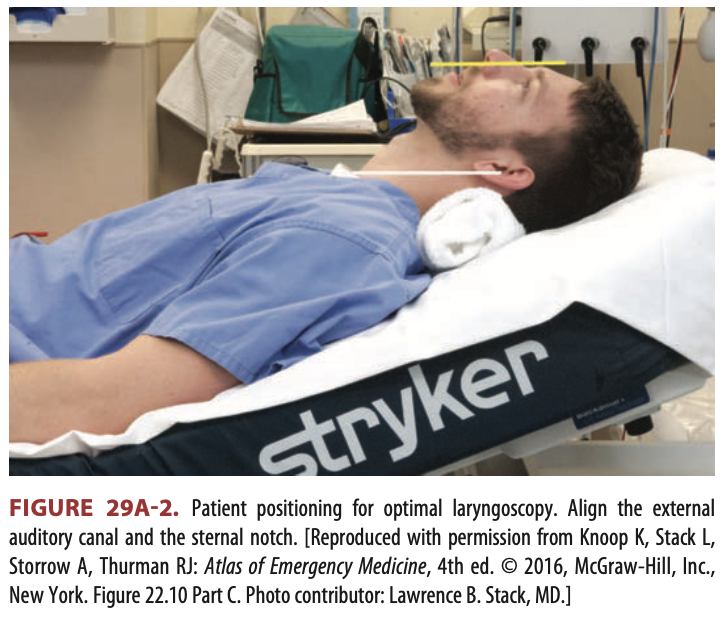 stryker
FIGURE 29A-2. Patient positioning for optimal laryngoscopy. Align the external
auditory canal and the sternal notch. [Reproduced with permission from Knoop K, Stack L,
Storrow A, Thurman RJ: Atlas of Emergency Medicine, 4th ed. © 2016, McGraw-Hill, Inc.,
New York. Figure 22.10 Part C. Photo contributor: Lawrence B. Stack, MD.]